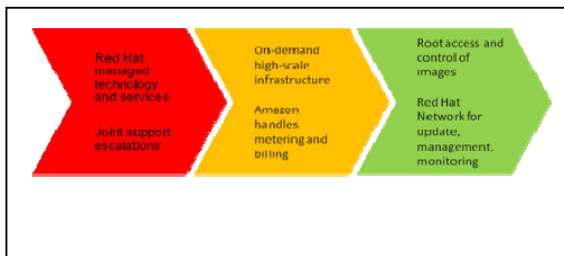 Red Hat
managed
technology
and services
Joint support
escalations
On-demand
high-scale
infrastructure
Amazon
handles
metering and
billing
Root access and
control of
images
Red Hat
Network for
update,
management,
monitoring